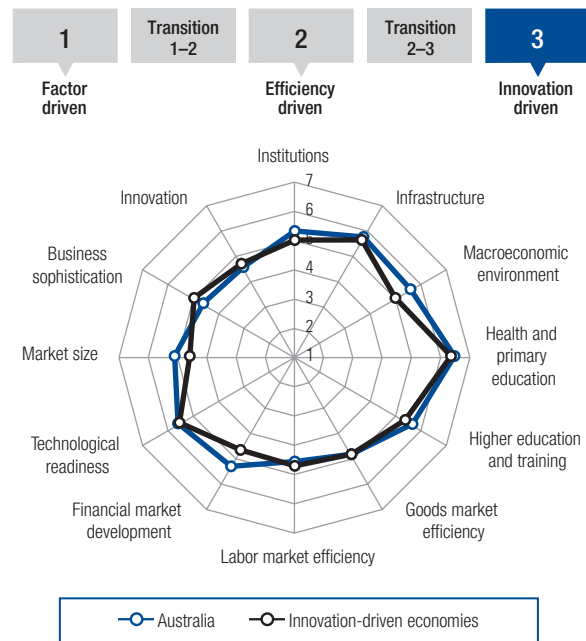 1
Transition
1–2
2
Transition
2–3
3
Factor
driven
Efficiency
driven
Innovation
driven
Institutions
7
Innovation
Infrastructure
6
5
Business
sophistication
Macroeconomic
environment
4
3
2
Market size
1
Health and
primary
education
Technological
readiness
Higher education
and training
Financial market
development
Goods market
efficiency
Labor market efficiency
Australia
Innovation-driven economies